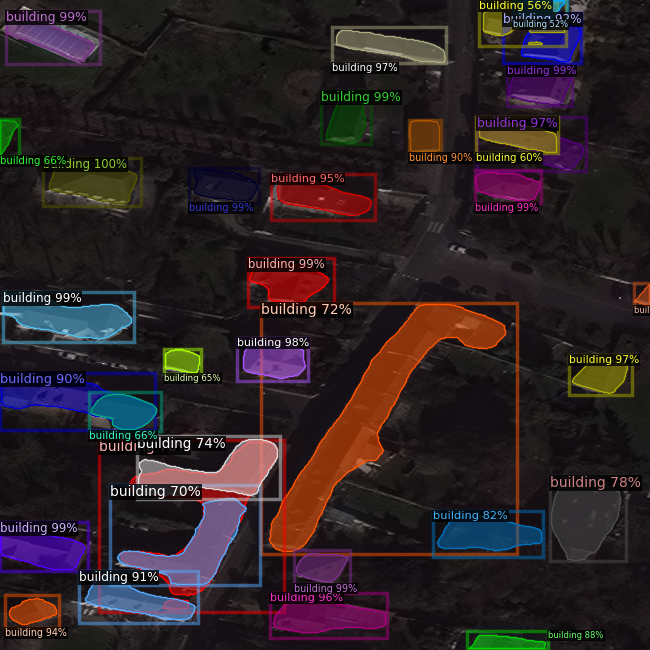 building 56%
building 99%
building 92%
building 52%
building 97%
building 99%
building 99%
building 97%
building 90%
building 60%
building 66%
building 100%
building 95%
building 99%
building 99%
building 99%
building 99%
building 72%
buil
building 98%
building 97%
building 65%
building 90%
building 66%
building 74%
building 78%
building 70%
building 82%
building 99%
building 91%
building 99%
building 96%
building 94%
building 88%